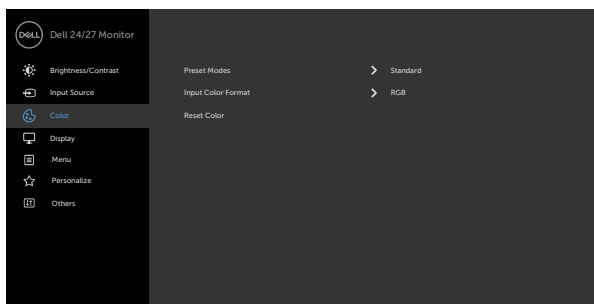 DELL Dell 24/27 Monitor
Brightness/Contrast Preset Modes Standard
Input Source Input Color Format RGB
Color Reset Color
Display
Menu
Personalize
Others